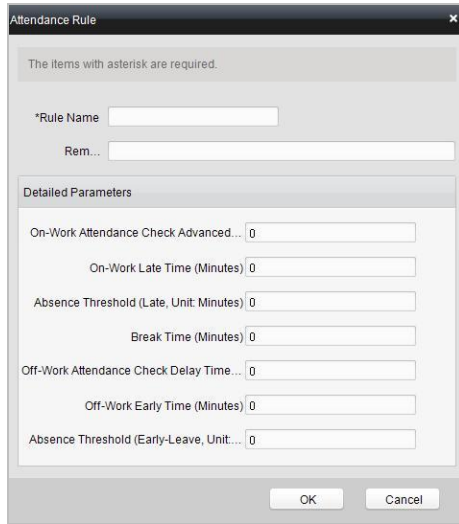 Attendance Rule ×
The items with asterisk are required.
*Rule Name
Rem...
Detailed Parameters
On-Work Attendance Check Advanced... 0
On-Work Late Time (Minutes) 0
Absence Threshold (Late, Unit: Minutes) 0
Break Time (Minutes) 0
Off-Work Attendance Check Delay Time... 0
Off-Work Early Time (Minutes) 0
Absence Threshold (Early-Leave, Unit:... 0
OK Cancel